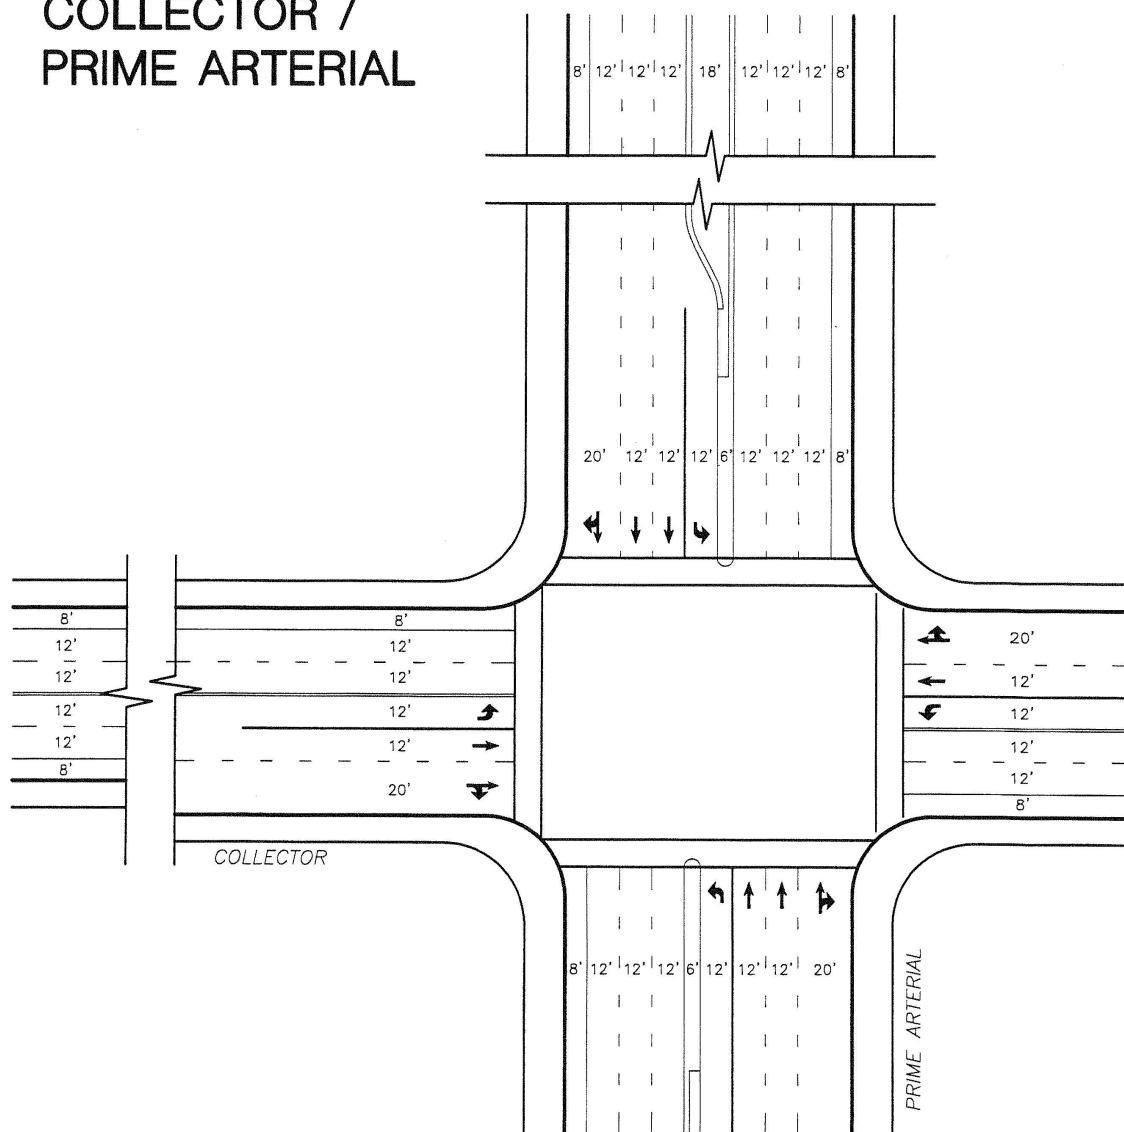 COLLECTOR /
PRIME ARTERIAL
8' 12' 12' 12' 18' 12' 12' 12' 8'
20' 12' 12' 12' 6' 12' 12' 12' 8'
8' 8'
12' 12'
12' 12'
12' 12'
12' 12'
8' 20'
20'
12'
12'
12'
12'
8'
COLLECTOR
8' 12' 12' 12' 6' 12' 12' 12' 20'
PRIME ARTERIAL